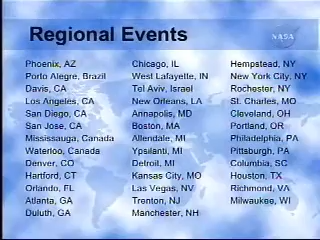 Regional Events
NASA
Phoenix, AZ
Porto Alegre, Brazil
Davis, CA
Los Angeles, CA
San Diego, CA
San Jose, CA
Mississauga, Canada
Waterloo, Canada
Denver, CO
Hartford, CT
Orlando, FL
Atlanta, GA
Duluth, GA
Chicago, IL
West Lafayette, IN
Tel Aviv, Israel
New Orleans, LA
Annapolis, MD
Boston, MA
Allendale, MI
Ypsilanti, MI
Detroit, MI
Kansas City, MO
Las Vegas, NV
Trenton, NJ
Manchester, NH
Hempstead, NY
New York City, NY
Rochester, NY
St. Charles, MO
Cleveland, OH
Portland, OR
Philadelphia, PA
Pittsburgh, PA
Columbia, SC
Houston, TX
Richmond, VA
Milwaukee, WI